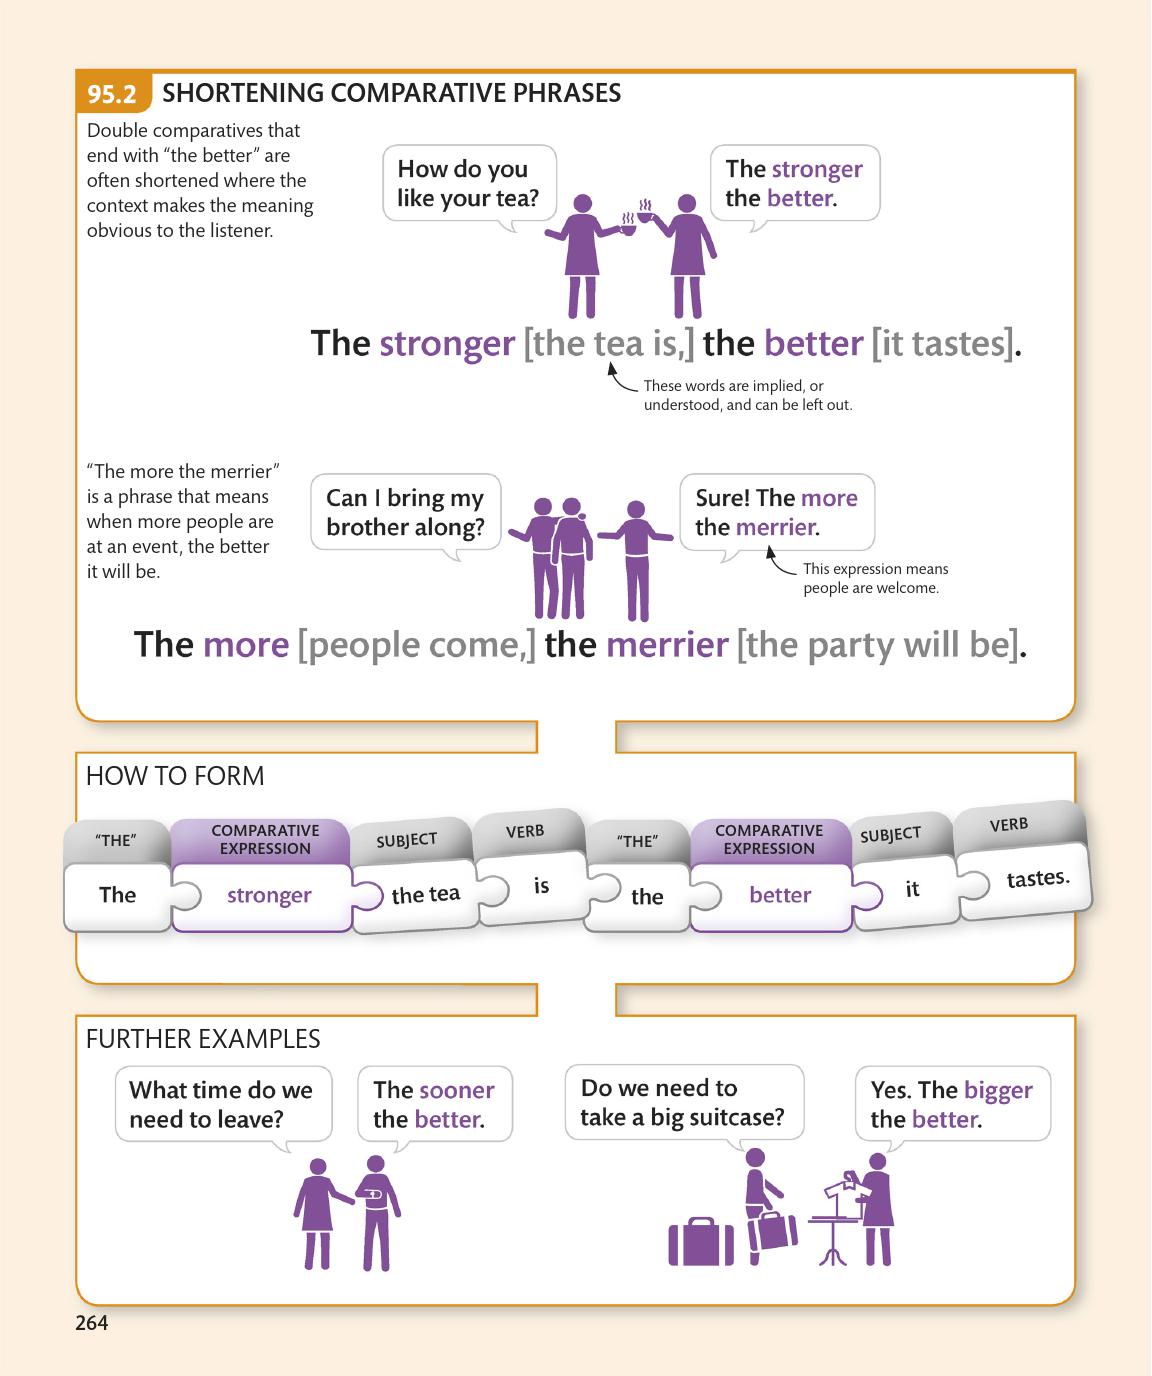 95.2 SHORTENING COMPARATIVE PHRASES
Double comparatives that
end with “the better” are
often shortened where the
context makes the meaning
obvious to the listener.
How do you
like your tea?
The stronger
the better.
The stronger [the tea is,] the better [it tastes].
These words are implied, or
understood, and can be left out.
“The more the merrier”
is a phrase that means
when more people are
at an event, the better
it will be.
Can I bring my
brother along?
Sure! The more
the merrier.
This expression means
people are welcome.
The more [people come,] the merrier [the party will be].
HOW TO FORM
“THE”
COMPARATIVE
EXPRESSION
SUBJECT
VERB
“THE”
COMPARATIVE
EXPRESSION
SUBJECT
VERB
The stronger the tea is the better it tastes.
FURTHER EXAMPLES
What time do we
need to leave?
The sooner
the better.
Do we need to
take a big suitcase?
Yes. The bigger
the better.
264